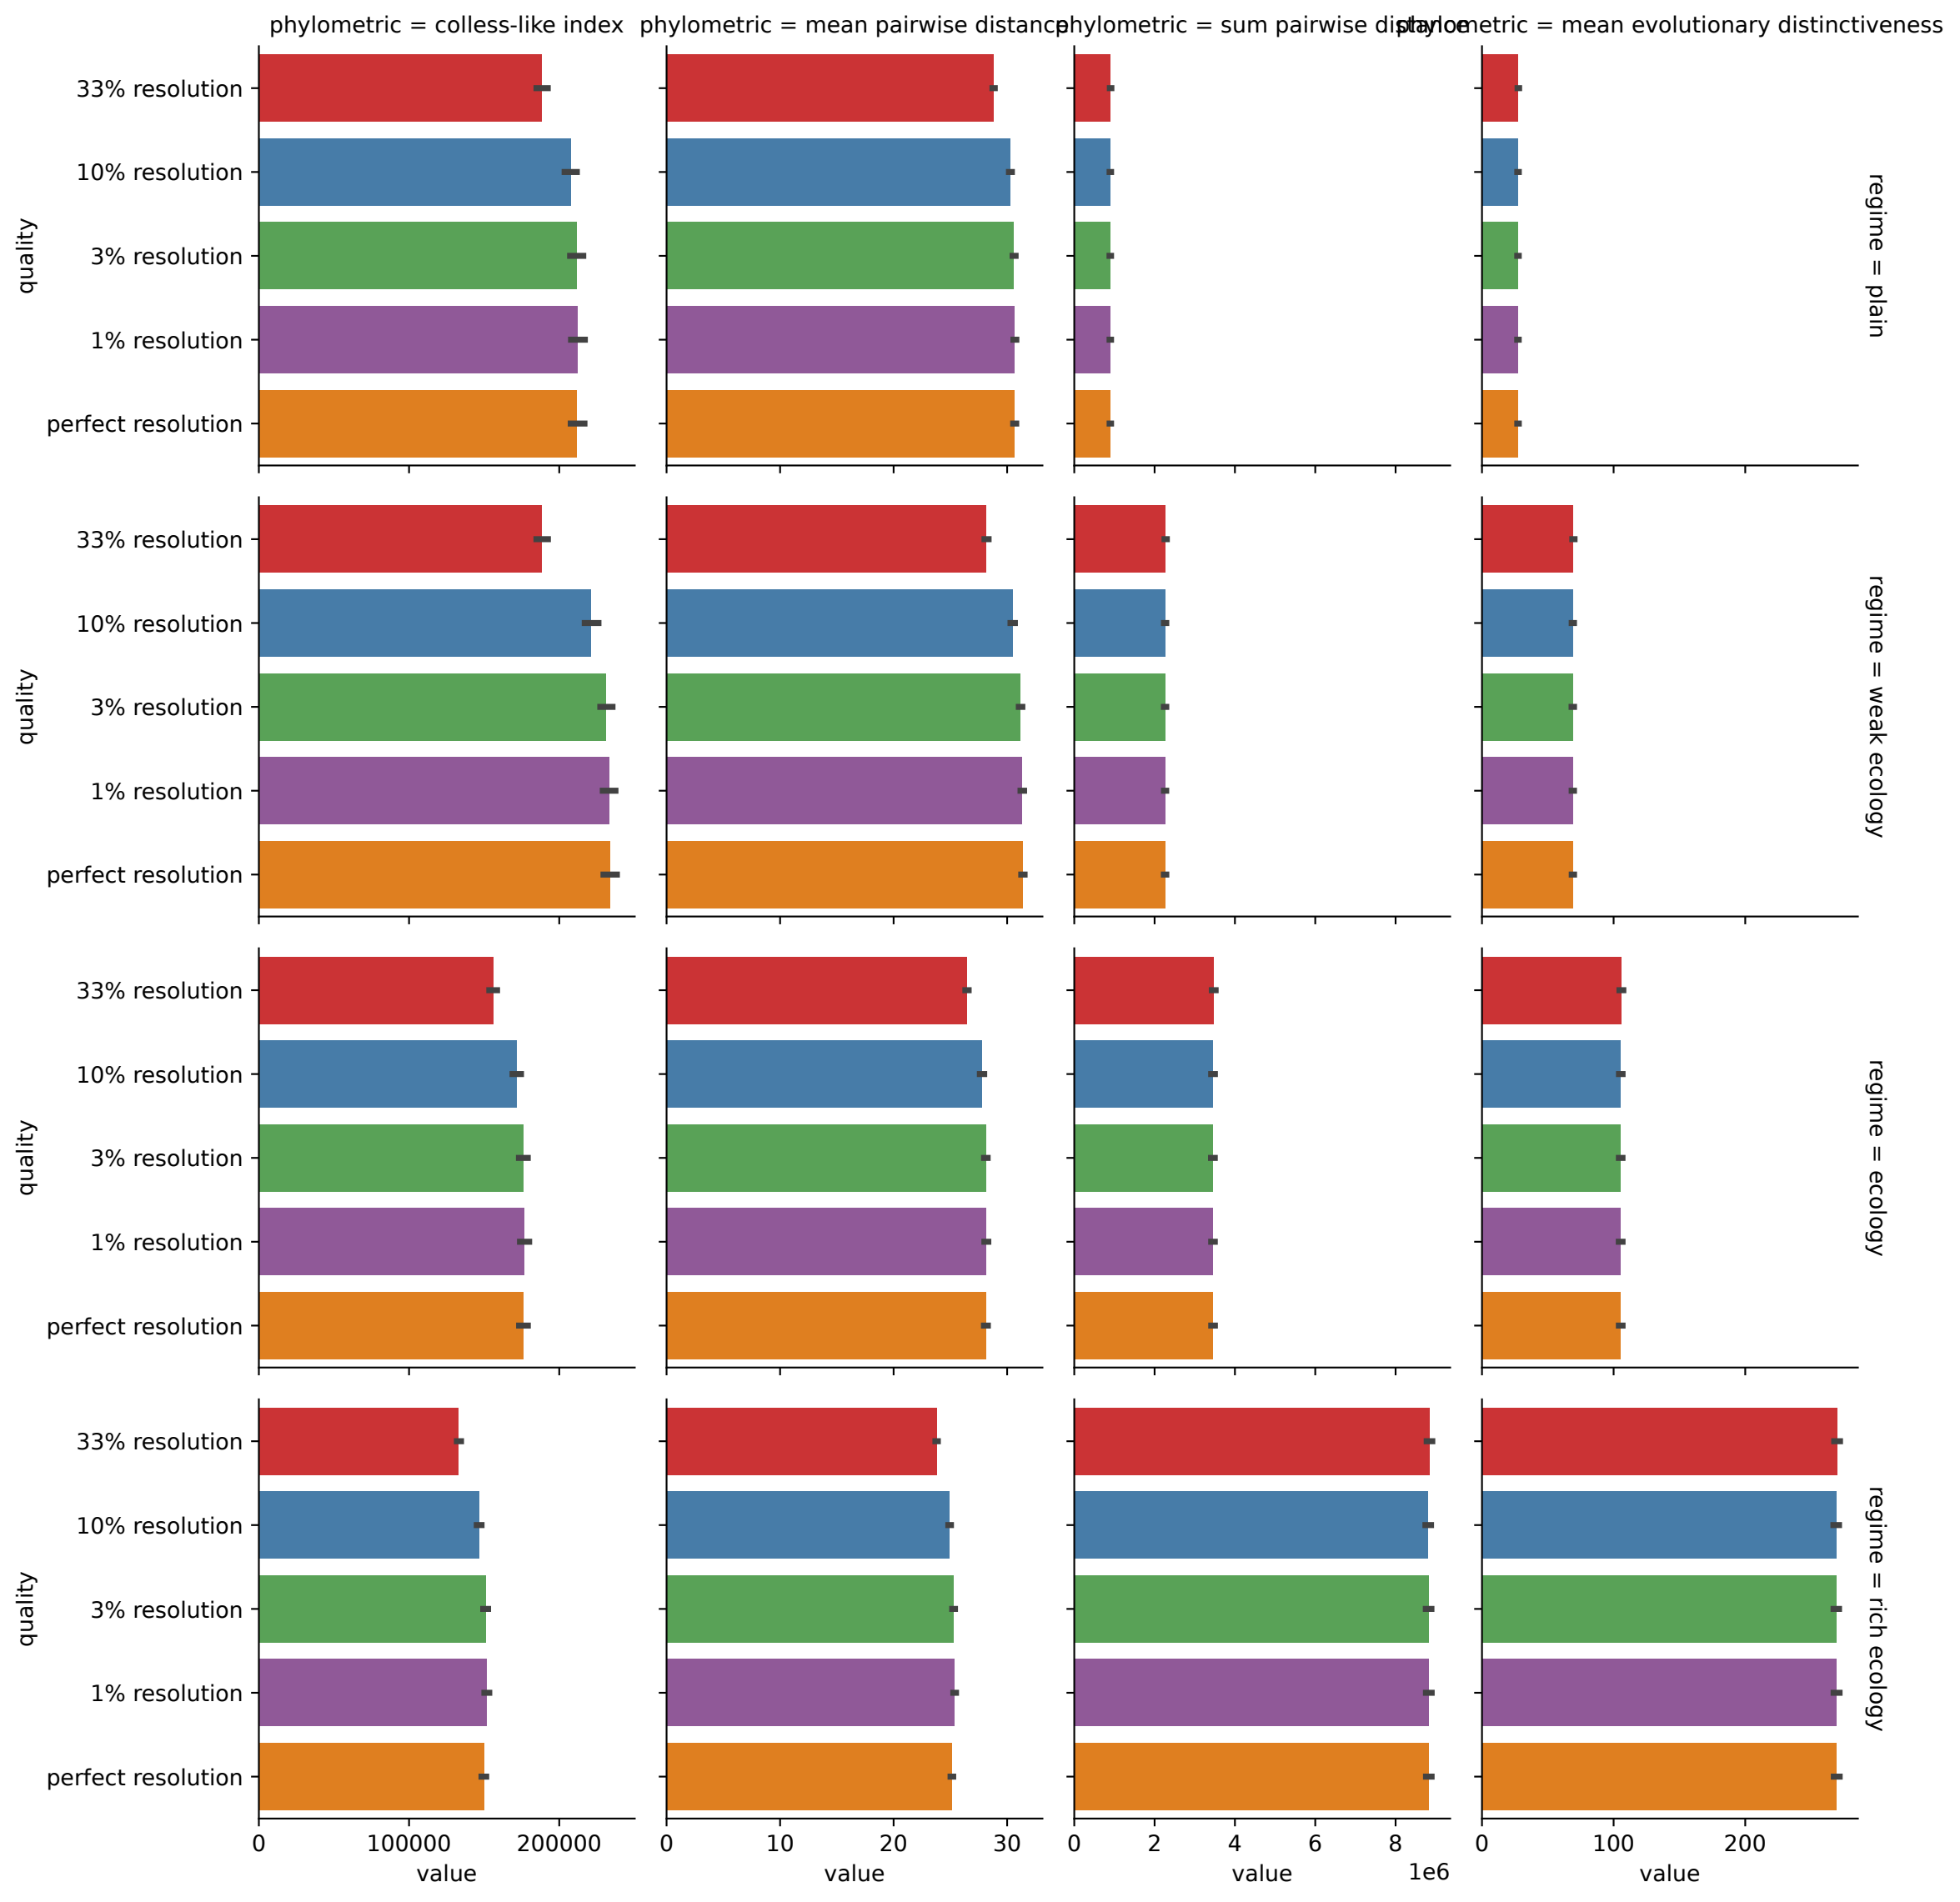 phylometric = colless-like index
phylometric = mean pairwise distance
phylometric = sum pairwise distance
phylometric = mean evolutionary distinctiveness
33% resolution
10% resolution
3% resolution
1% resolution
perfect resolution
quality
regime = plain
33% resolution
10% resolution
3% resolution
1% resolution
perfect resolution
quality
regime = weak ecology
33% resolution
10% resolution
3% resolution
1% resolution
perfect resolution
quality
regime = ecology
33% resolution
10% resolution
3% resolution
1% resolution
perfect resolution
quality
regime = rich ecology
0 100000 200000
value
0 10 20 30
value
0 2 4 6 8
1e6
value
0 100 200
value